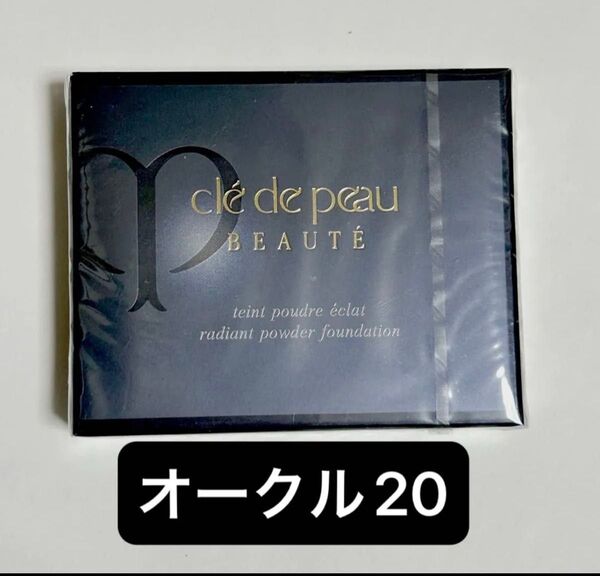 clé de peau
BEAUTÉ
teint poudre éclat
radiant powder foundation
オークル20